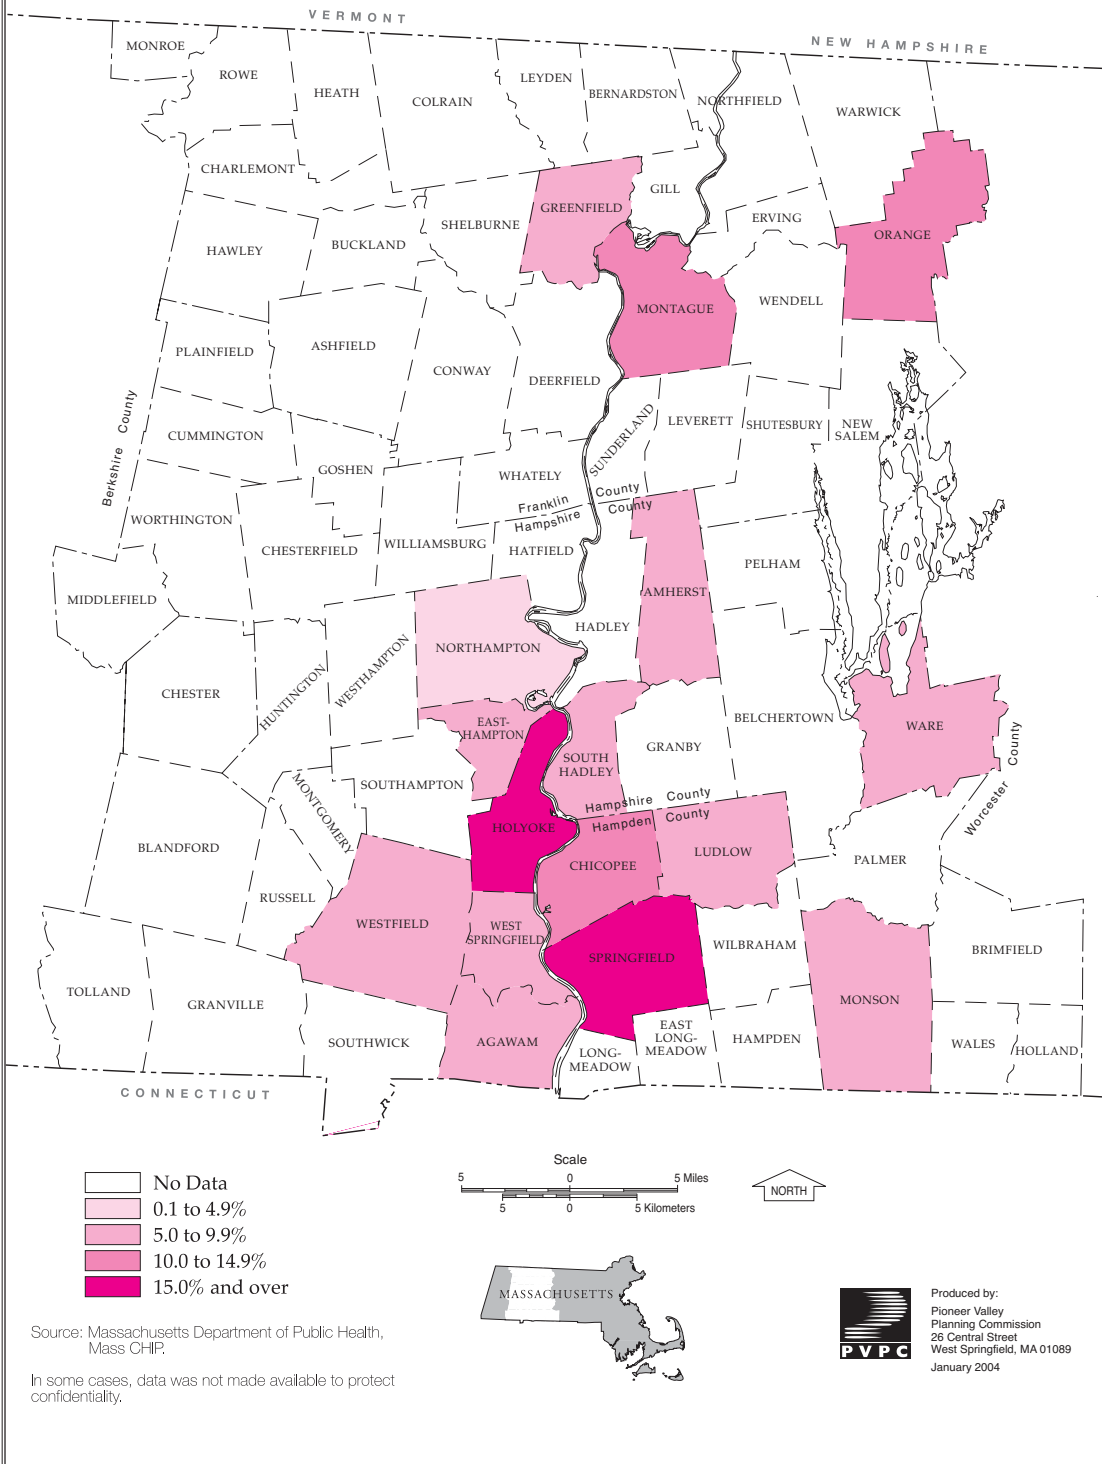 VERMONT
NEW HAMPSHIRE
MONROE
ROWE
HEATH
COLRAIN
LEYDEN
BERNARDSTON
NORTHFIELD
WARWICK
CHARLEMONT
GREENFIELD
GILL
SHELBURNE
ERVING
ORANGE
HAWLEY
BUCKLAND
MONTAGUE
WENDELL
PLAINFIELD
ASHFIELD
CONWAY
DEERFIELD
SUNDERLAND
LEVERETT
SHUTESBURY
NEW
SALEM
Berkshire County
CUMMINGTON
GOSHEN
WHATELY
Franklin County
Hampshire County
WORTHINGTON
CHESTERFIELD
WILLIAMSBURG
HATFIELD
PELHAM
MIDDLEFIELD
AMHERST
HADLEY
NORTHAMPTON
CHESTER
HUNTINGTON
WESTHAMPTON
EAST-
HAMPTON
BELCHERTOWN
WARE
GRANBY
SOUTH
HADLEY
SOUTHAMPTON
MONTGOMERY
Hampshire County
Hampden County
Worcester County
HOLYOKE
BLANDFORD
CHICOPEE
LUDLOW
PALMER
RUSSELL
WESTFIELD
WEST
SPRINGFIELD
SPRINGFIELD
WILBRAHAM
BRIMFIELD
TOLLAND
GRANVILLE
MONSON
SOUTHWICK
AGAWAM
LONG-
MEADOW
EAST
LONG-
MEADOW
HAMPDEN
WALES
HOLLAND
CONNECTICUT
No Data
0.1 to 4.9%
5.0 to 9.9%
10.0 to 14.9%
15.0% and over
Scale
5 0 5 Miles
5 0 5 Kilometers
NORTH
MASSACHUSETTS
Source: Massachusetts Department of Public Health,
Mass CHIP.
In some cases, data was not made available to protect
confidentiality.
PVPC
Produced by:
Pioneer Valley
Planning Commission
26 Central Street
West Springfield, MA 01089
January 2004